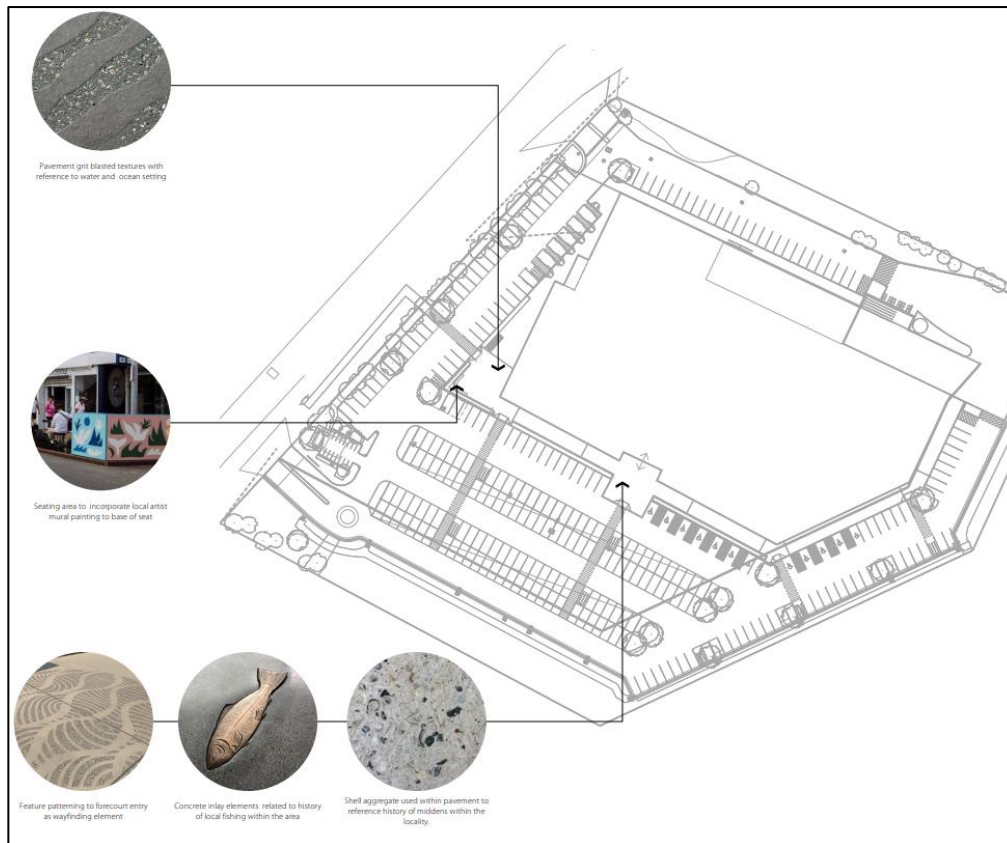 Pavement grit blasted textures with
reference to water and ocean setting
Seating area to incorporate local artist
mural painting to base of seat
Feature patterning to forecourt entry
as wayfinding element
Concrete inlay elements related to history
of local fishing within the area
Shell aggregate used within pavement to
reference history of middens within the
locality.